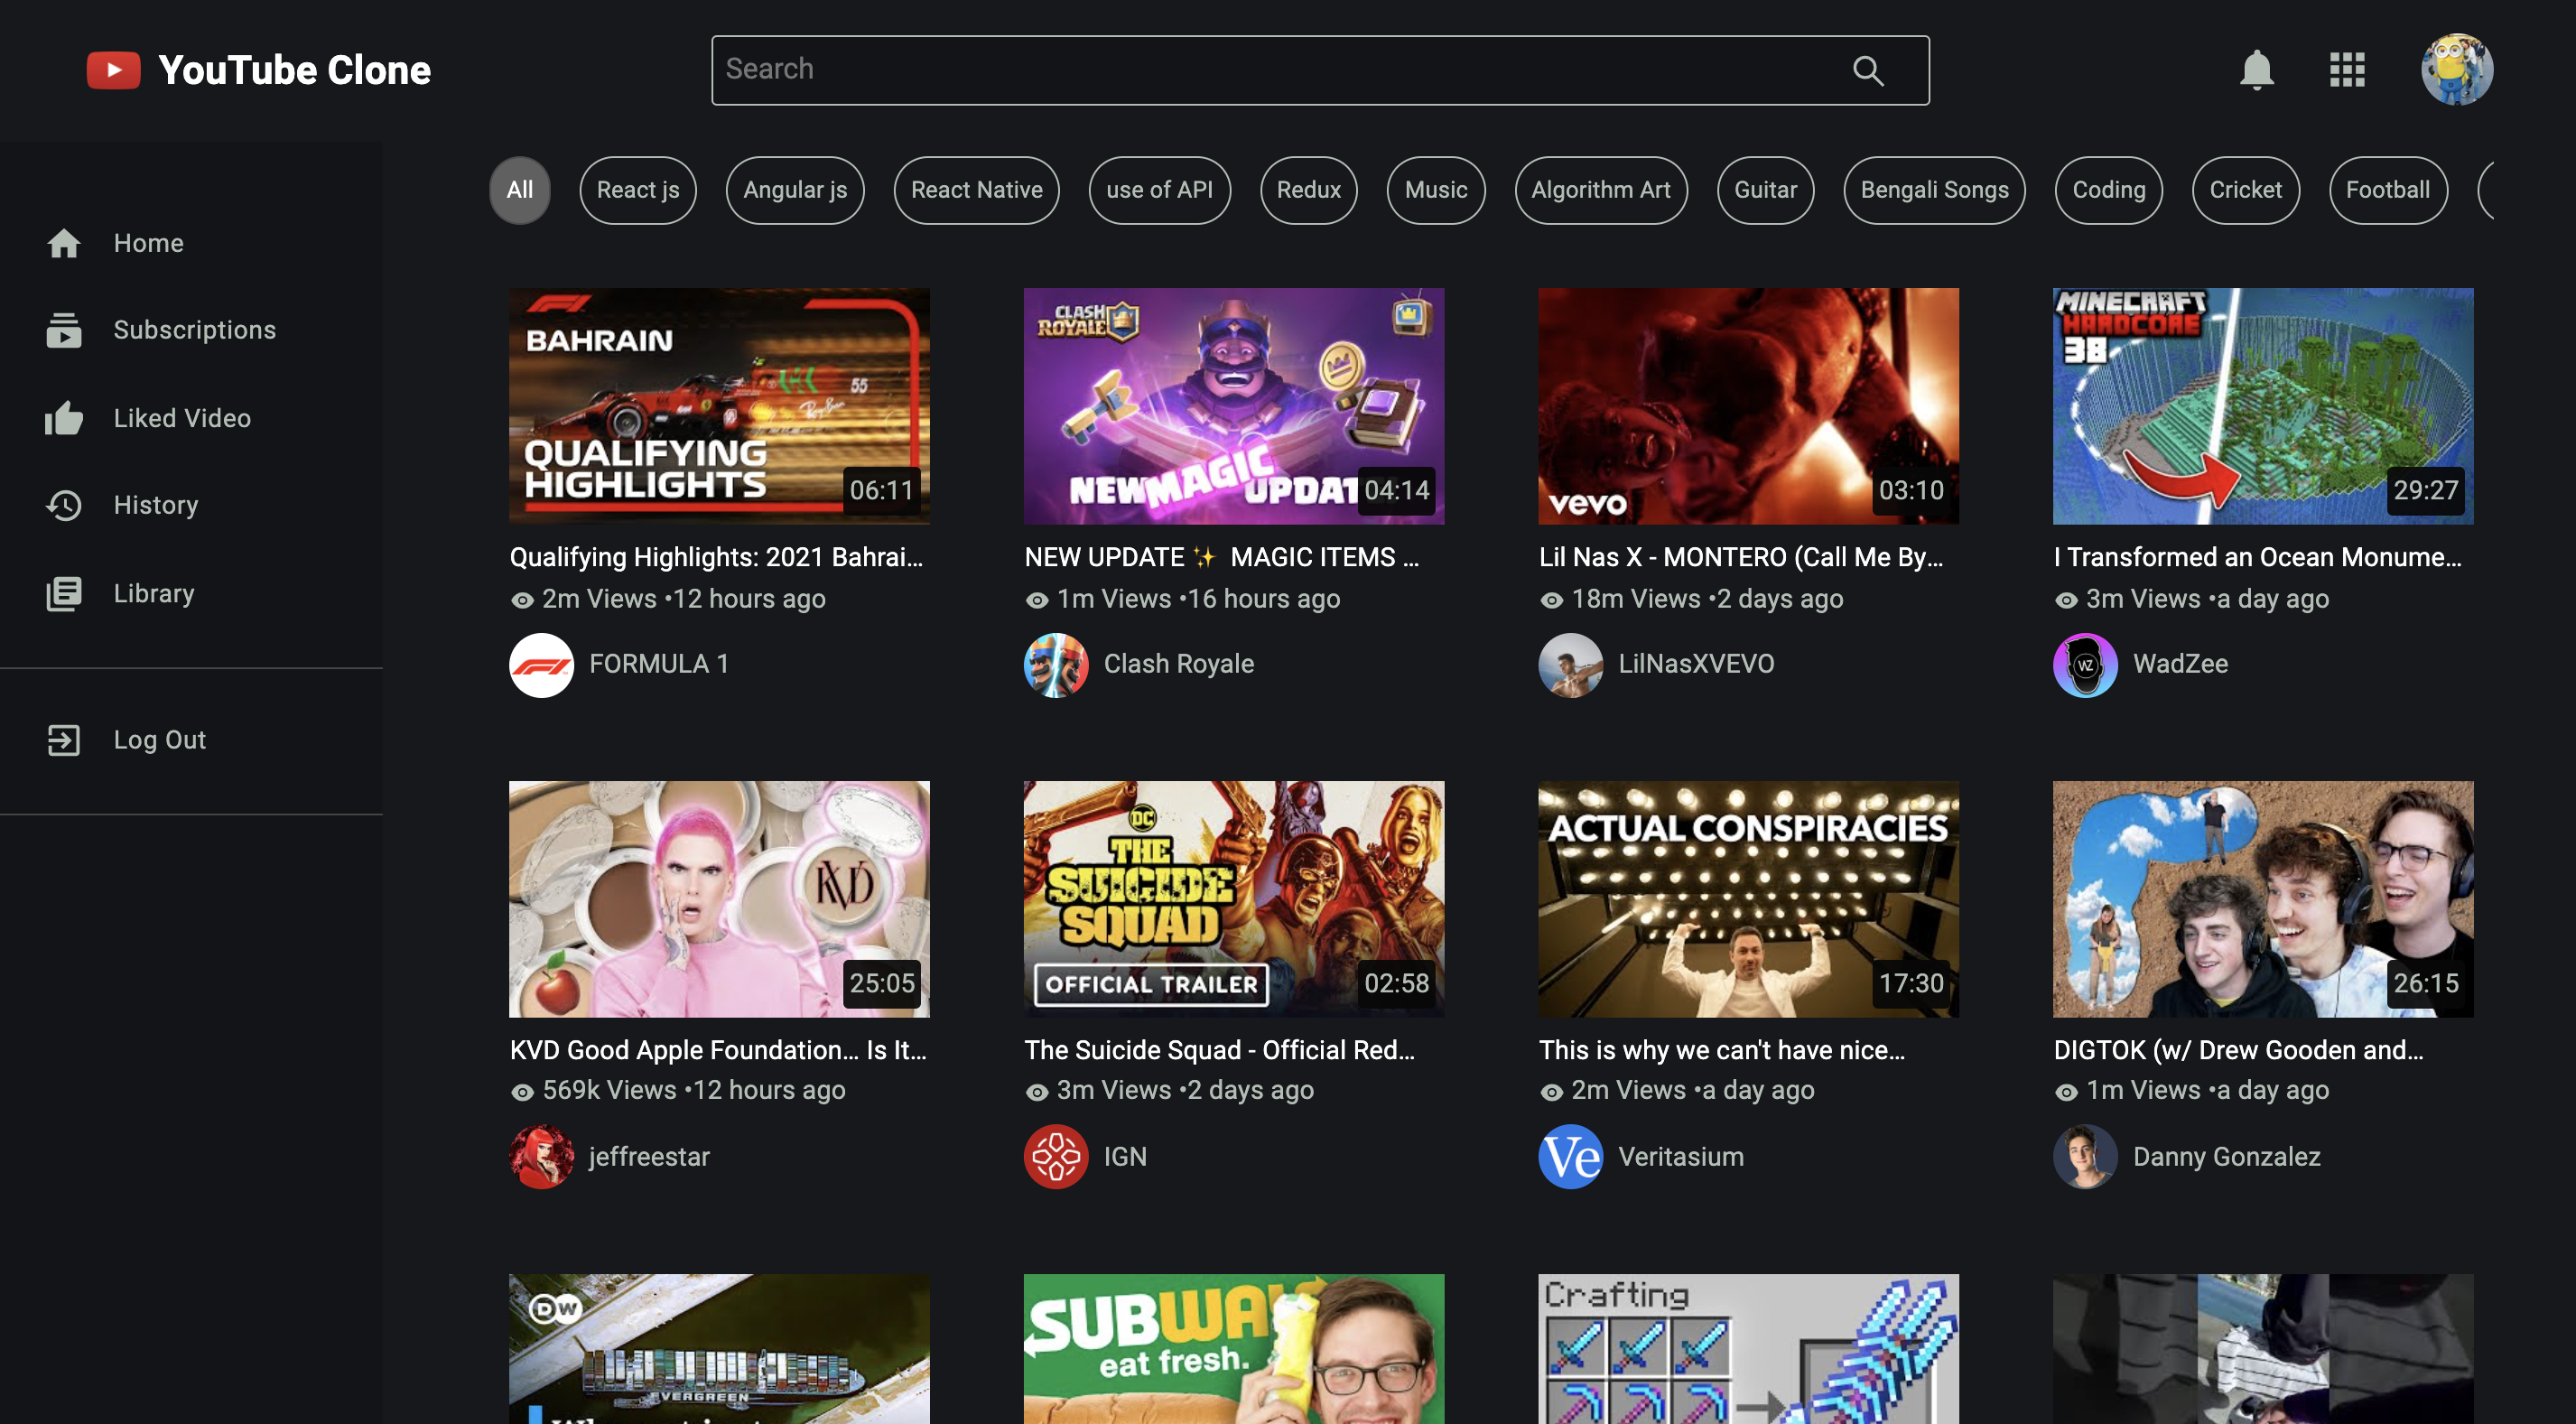 YouTube Clone
Search
All
React js
Angular js
React Native
use of API
Redux
Music
Algorithm Art
Guitar
Bengali Songs
Coding
Cricket
Football
Home
Subscriptions
Liked Video
History
Library
Log Out
BAHRAIN
55
Ray-Ban
QUALIFYING
HIGHLIGHTS
06:11
Qualifying Highlights: 2021 Bahrai...
2m Views •12 hours ago
FORMULA 1
CLASH
ROYALE
NEW MAGIC UPDAT
04:14
NEW UPDATE ✨ MAGIC ITEMS ...
1m Views •16 hours ago
Clash Royale
vevo
03:10
Lil Nas X - MONTERO (Call Me By...
18m Views •2 days ago
LilNasXVEVO
MINECRAFT
HARDCORE
38
29:27
I Transformed an Ocean Monume...
3m Views •a day ago
WZ
WadZee
KVD
25:05
KVD Good Apple Foundation... Is It...
569k Views •12 hours ago
jeffreestar
DC
THE
SUICIDE
SQUAD
OFFICIAL TRAILER
02:58
The Suicide Squad - Official Red...
3m Views •2 days ago
IGN
ACTUAL CONSPIRACIES
17:30
This is why we can't have nice...
2m Views •a day ago
Ve
Veritasium
26:15
DIGTOK (w/ Drew Gooden and...
1m Views •a day ago
Danny Gonzalez
DW
EVERGREEN
SUBWAY
eat fresh.
Crafting